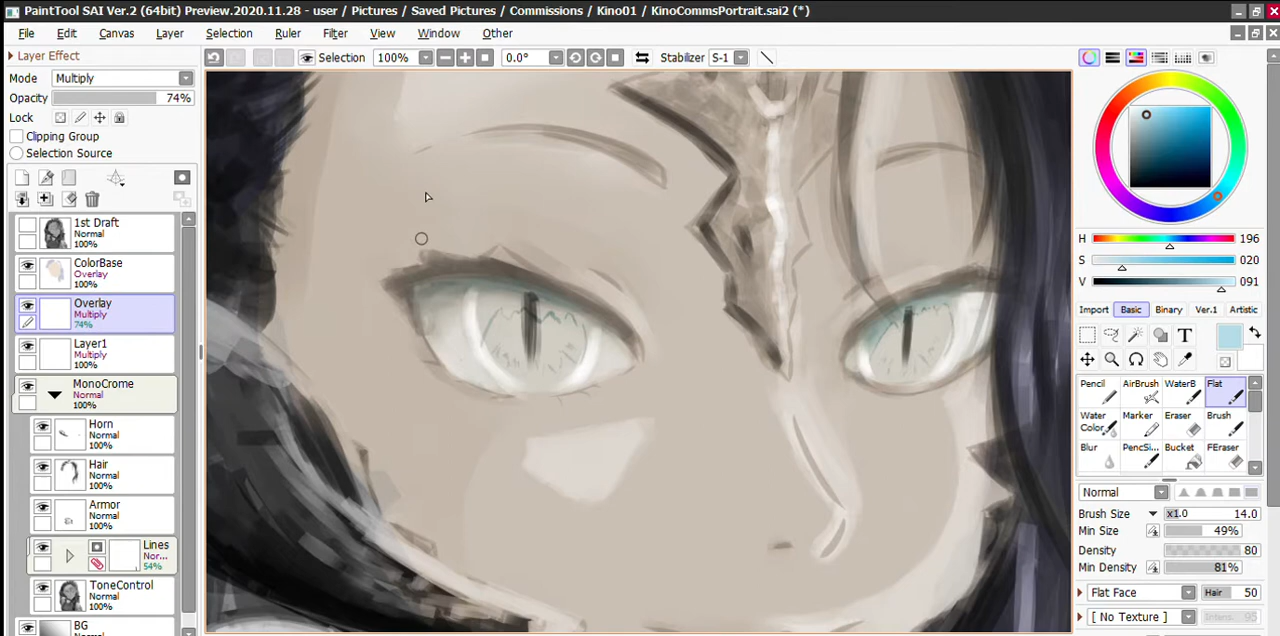 PaintTool SAI Ver.2 (64bit) Preview.2020.11.28 - user / Pictures / Saved Pictures / Commissions / Kino01 / KinoCommsPortrait.sai2 (*)
File Edit Canvas Layer Selection Ruler Filter View Window Other
Layer Effect
Selection 100% 0.0° Stabilizer S-1
Mode Multiply
Opacity 74%
Lock
Clipping Group
Selection Source
1st Draft
Normal
100%
ColorBase
Overlay
100%
Overlay
Multiply
74%
Layer1
Multiply
100%
MonoCrome
Normal
100%
Horn
Normal
100%
Hair
Normal
100%
Armor
Normal
100%
Lines
Nor...
54%
ToneControl
Normal
100%
BG
Normal
H 196
S 020
V 091
Import Basic Binary Ver.1 Artistic
T
Pencil AirBrush WaterB Flat
Water Color Marker Eraser Brush
Blur PencSi... Bucket FEraser
Normal
Brush Size x1.0 14.0
Min Size 49%
Density 80
Min Density 81%
Flat Face Hair 50
[ No Texture ] Intens. 95